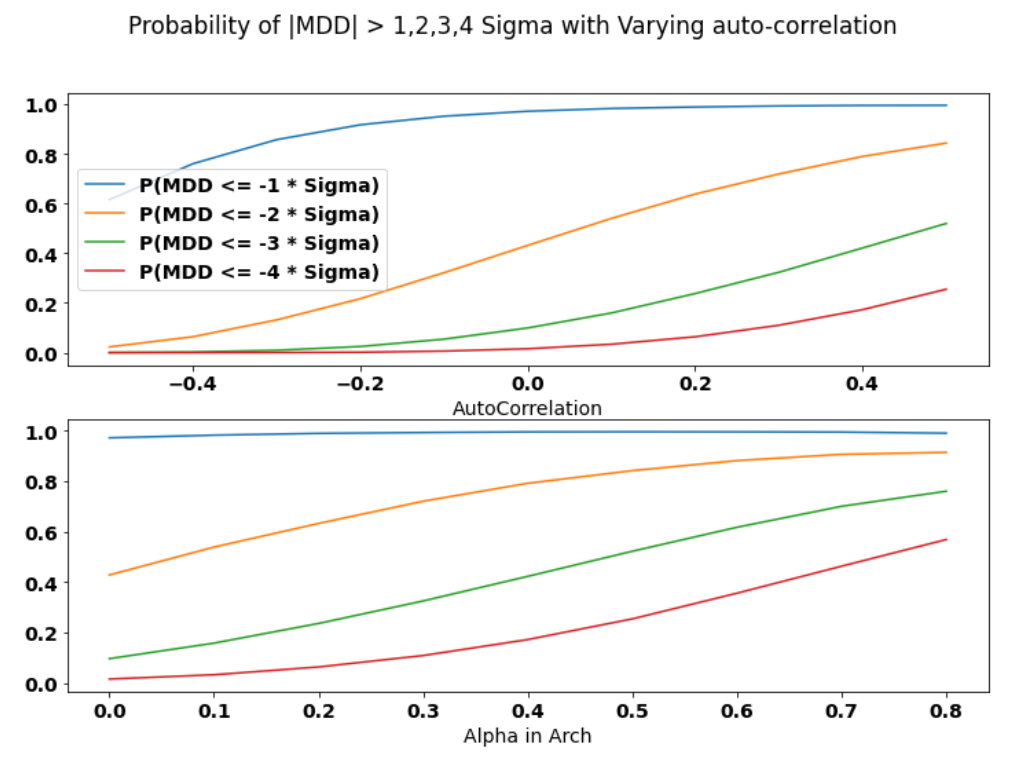 Probability of |MDD| > 1,2,3,4 Sigma with Varying auto-correlation
1.0
0.8
0.6
0.4
0.2
0.0
P(MDD <= -1 * Sigma)
P(MDD <= -2 * Sigma)
P(MDD <= -3 * Sigma)
P(MDD <= -4 * Sigma)
−0.4 −0.2 0.0 0.2 0.4
AutoCorrelation
1.0
0.8
0.6
0.4
0.2
0.0
0.0 0.1 0.2 0.3 0.4 0.5 0.6 0.7 0.8
Alpha in Arch